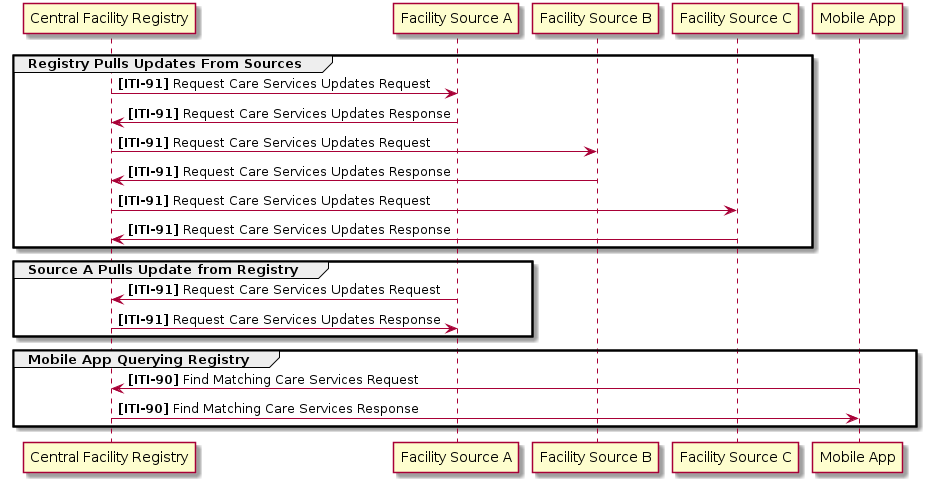 Central Facility Registry
Facility Source A
Facility Source B
Facility Source C
Mobile App
Registry Pulls Updates From Sources
[ITI-91] Request Care Services Updates Request
[ITI-91] Request Care Services Updates Response
[ITI-91] Request Care Services Updates Request
[ITI-91] Request Care Services Updates Response
[ITI-91] Request Care Services Updates Request
[ITI-91] Request Care Services Updates Response
Source A Pulls Update from Registry
[ITI-91] Request Care Services Updates Request
[ITI-91] Request Care Services Updates Response
Mobile App Querying Registry
[ITI-90] Find Matching Care Services Request
[ITI-90] Find Matching Care Services Response
Central Facility Registry
Facility Source A
Facility Source B
Facility Source C
Mobile App